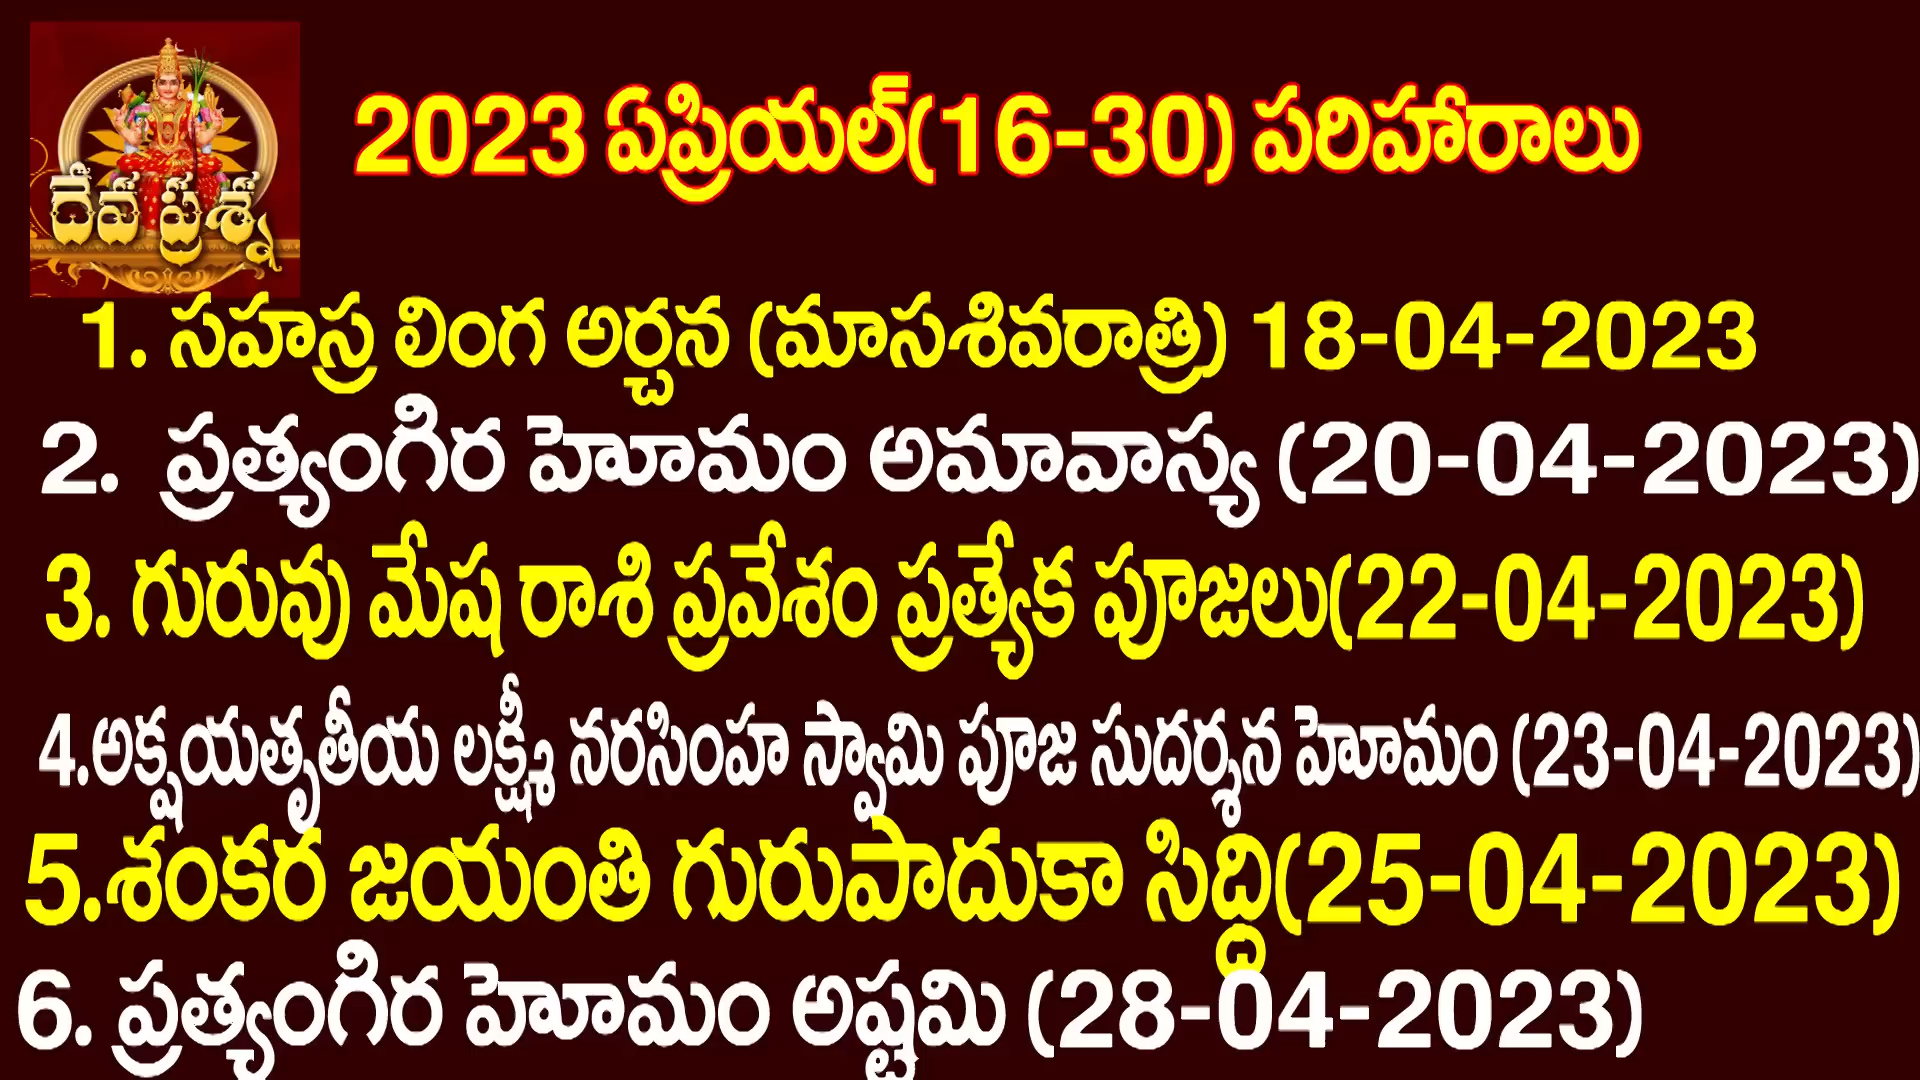 దేవ ప్రశ్న
2023 ఏప్రియల్(16-30) పరిహారాలు
1. సహస్ర లింగ అర్చన (మాసశివరాత్రి) 18-04-2023
2. ప్రత్యంగిర హెూమం అమావాస్య (20-04-2023)
3. గురువు మేష రాశి ప్రవేశం ప్రత్యేక పూజలు(22-04-2023)
4.అక్షయతృతీయ లక్ష్మీ నరసింహ స్వామి పూజ సుదర్శన హెూమం (23-04-2023)
5.శంకర జయంతి గురుపాదుకా సిద్ది(25-04-2023)
6. ప్రత్యంగిర హెూమం అష్టమి (28-04-2023)